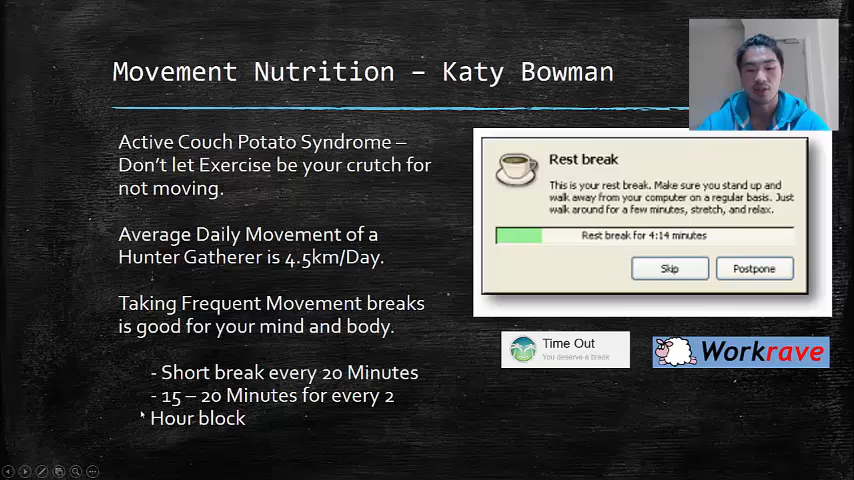 Movement Nutrition – Katy Bowman
Active Couch Potato Syndrome –
Don't let Exercise be your crutch for
not moving.
Average Daily Movement of a
Hunter Gatherer is 4.5km/Day.
Taking Frequent Movement breaks
is good for your mind and body.
- Short break every 20 Minutes
- 15 – 20 Minutes for every 2
Hour block
Rest break
This is your rest break. Make sure you stand up and
walk away from your computer on a regular basis. Just
walk around for a few minutes, stretch, and relax.
Rest break for 4:14 minutes
Skip
Postpone
Time Out
You deserve a break
Workrave